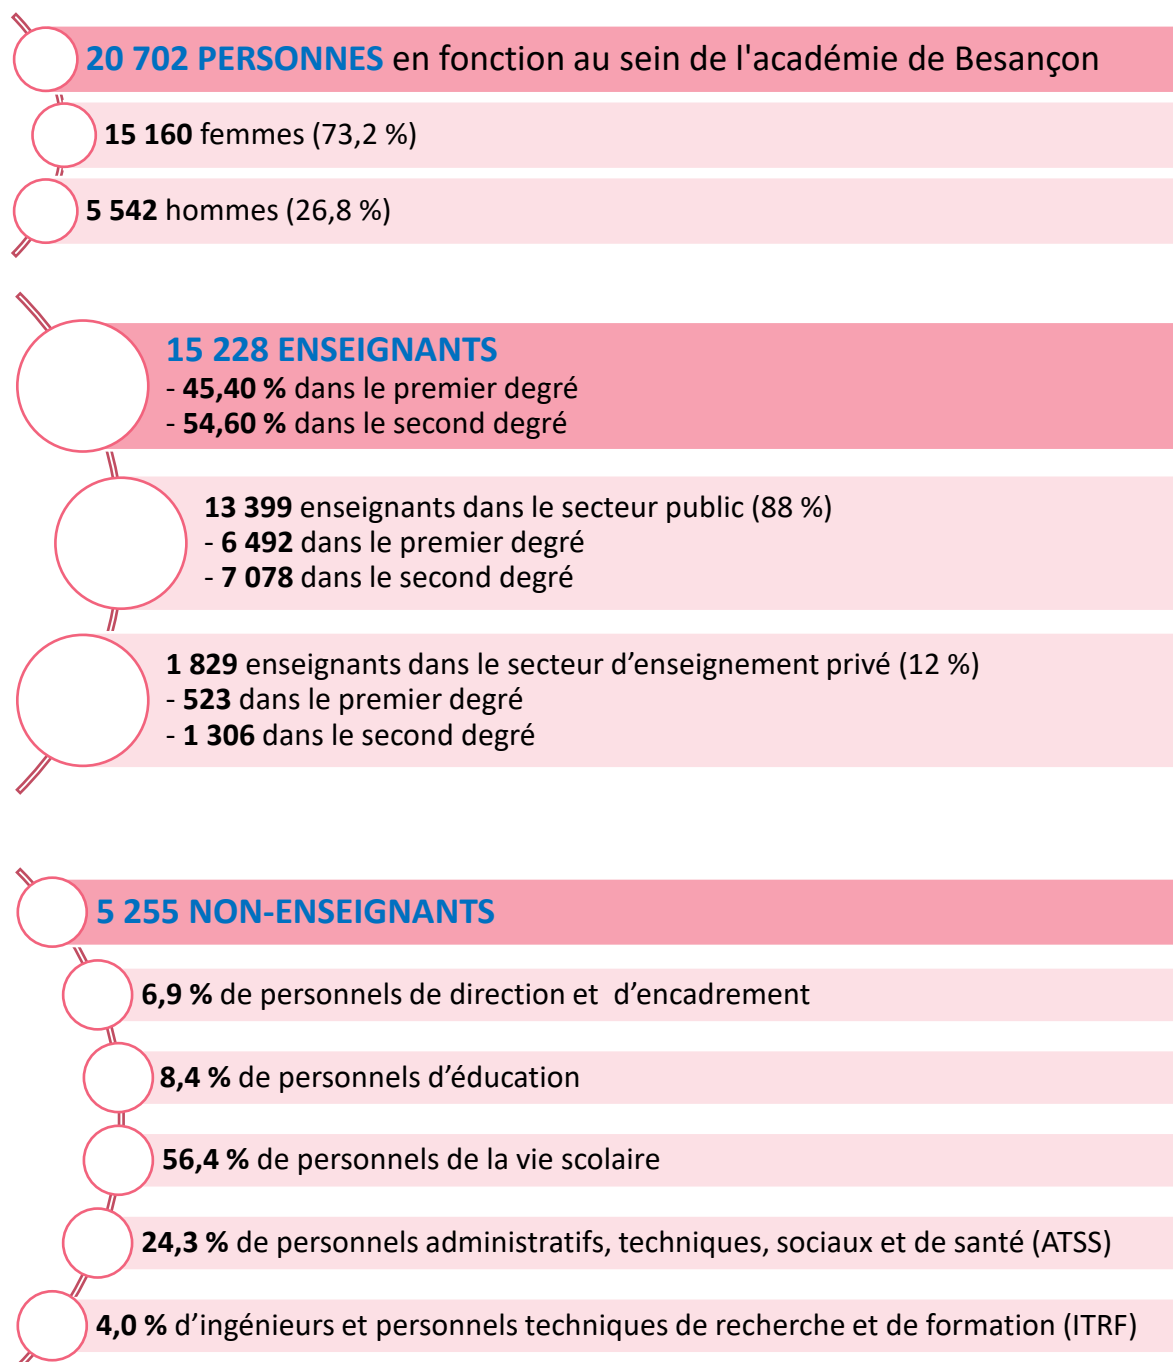 20 702 PERSONNES en fonction au sein de l'académie de Besançon
15 160 femmes (73,2 %)
5 542 hommes (26,8 %)
15 228 ENSEIGNANTS
- 45,40 % dans le premier degré
- 54,60 % dans le second degré
13 399 enseignants dans le secteur public (88 %)
- 6 492 dans le premier degré
- 7 078 dans le second degré
1 829 enseignants dans le secteur d’enseignement privé (12 %)
- 523 dans le premier degré
- 1 306 dans le second degré
5 255 NON-ENSEIGNANTS
6,9 % de personnels de direction et  d’encadrement
8,4 % de personnels d’éducation
56,4 % de personnels de la vie scolaire
24,3 % de personnels administratifs, techniques, sociaux et de santé (ATSS)
4,0 % d’ingénieurs et personnels techniques de recherche et de formation (ITRF)